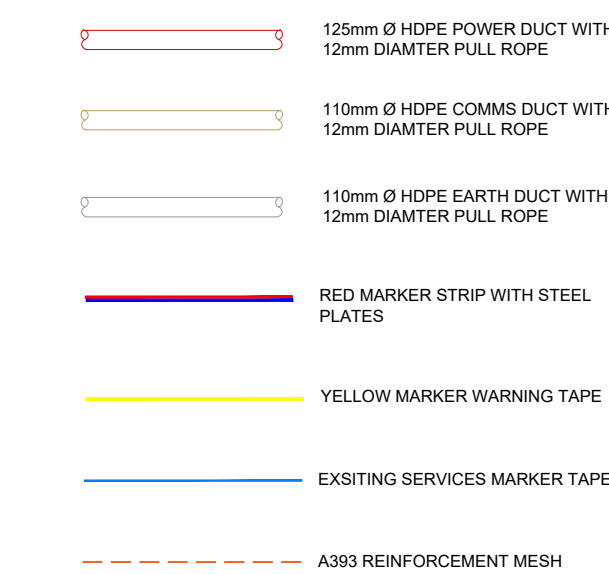 125mm Ø HDPE POWER DUCT WITH
12mm DIAMTER PULL ROPE
110mm Ø HDPE COMMS DUCT WITH
12mm DIAMTER PULL ROPE
110mm Ø HDPE EARTH DUCT WITH
12mm DIAMTER PULL ROPE
RED MARKER STRIP WITH STEEL
PLATES
YELLOW MARKER WARNING TAPE
EXSITING SERVICES MARKER TAPE
A393 REINFORCEMENT MESH